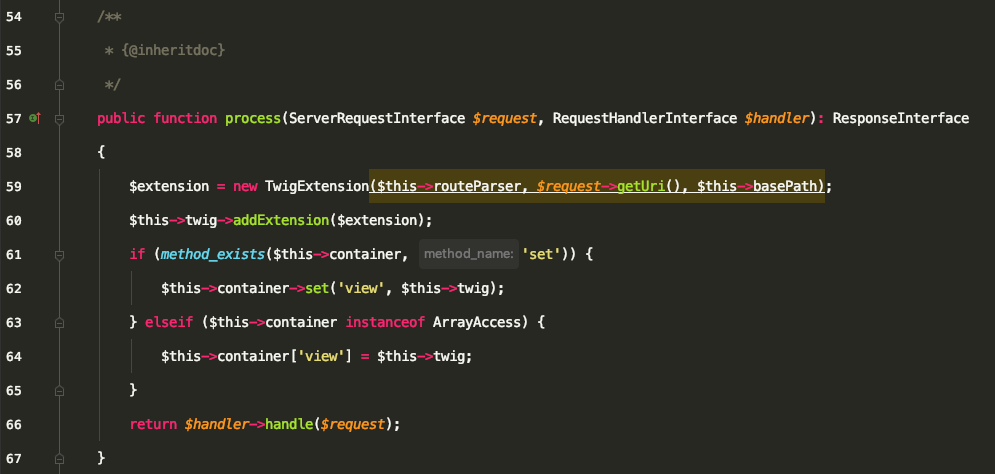 54 /**
55  * {@inheritdoc}
56  */
57 public function process(ServerRequestInterface $request, RequestHandlerInterface $handler): ResponseInterface
58 {
59     $extension = new TwigExtension($this->routeParser, $request->getUri(), $this->basePath);
60     $this->twig->addExtension($extension);
61     if (method_exists($this->container, method_name: 'set')) {
62         $this->container->set('view', $this->twig);
63     } elseif ($this->container instanceof ArrayAccess) {
64         $this->container['view'] = $this->twig;
65     }
66     return $handler->handle($request);
67 }